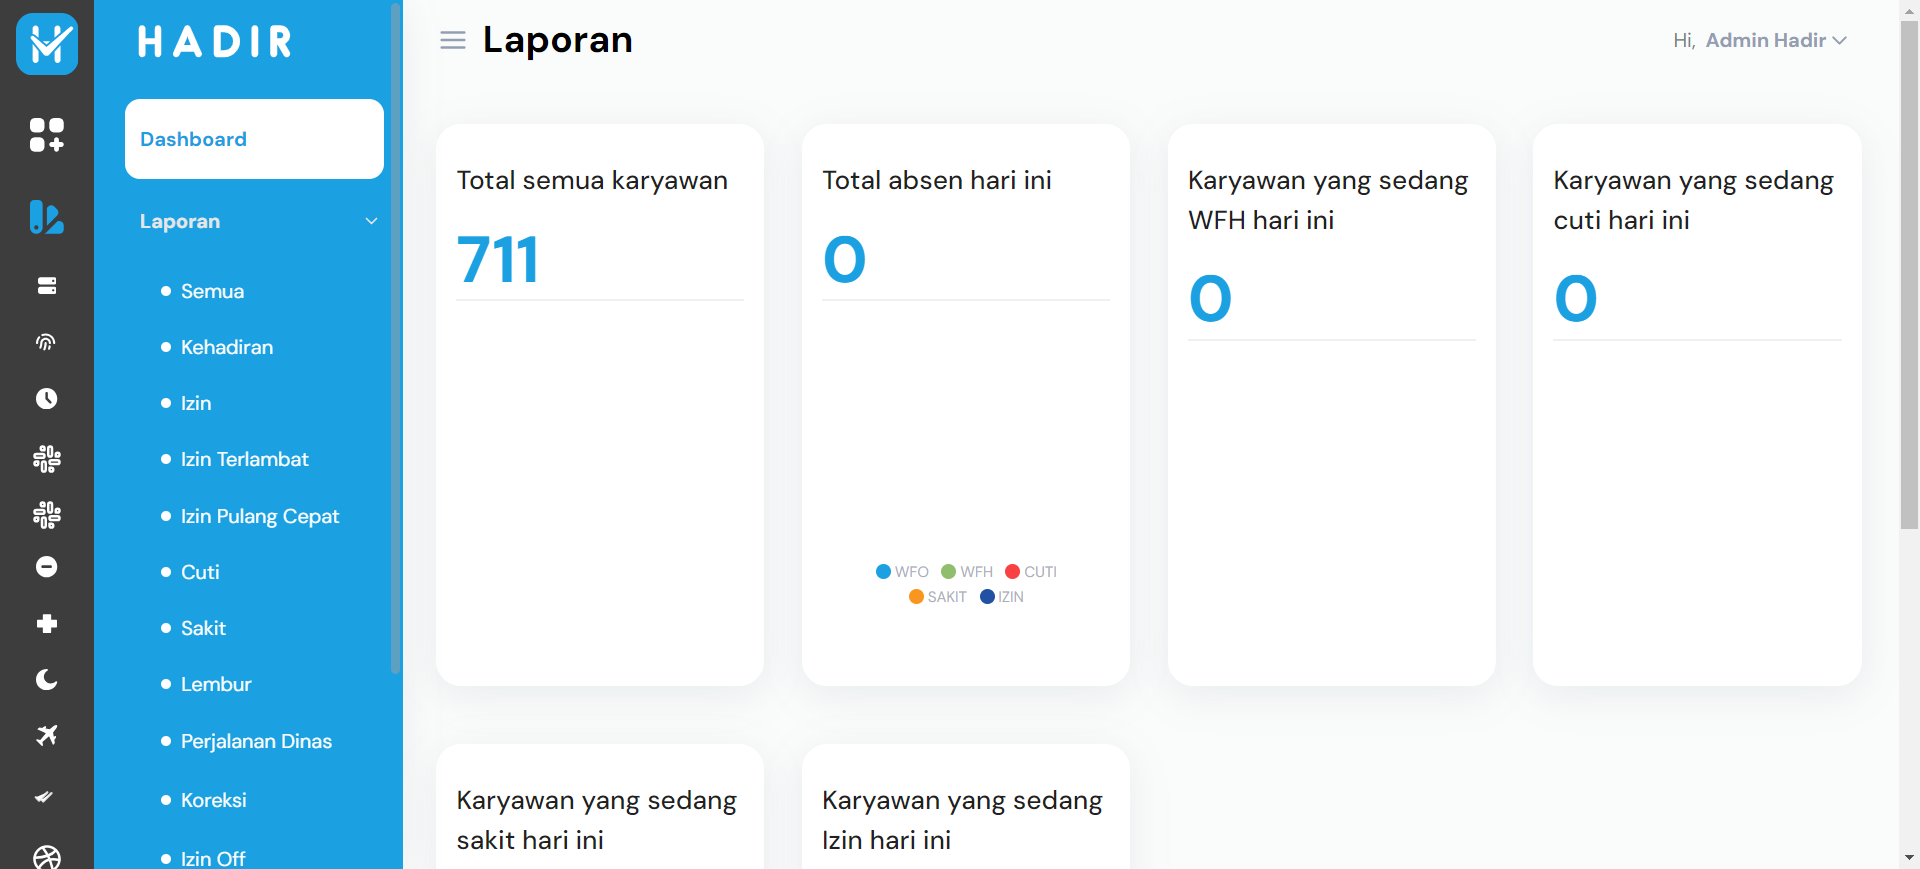 HADIR
Dashboard
Laporan
Semua
Kehadiran
Izin
Izin Terlambat
Izin Pulang Cepat
Cuti
Sakit
Lembur
Perjalanan Dinas
Koreksi
Izin Off
Laporan
Hi, Admin Hadir
Total semua karyawan
711
Total absen hari ini
0
WFO WFH CUTI
SAKIT IZIN
Karyawan yang sedang
WFH hari ini
0
Karyawan yang sedang
cuti hari ini
0
Karyawan yang sedang
sakit hari ini
Karyawan yang sedang
Izin hari ini